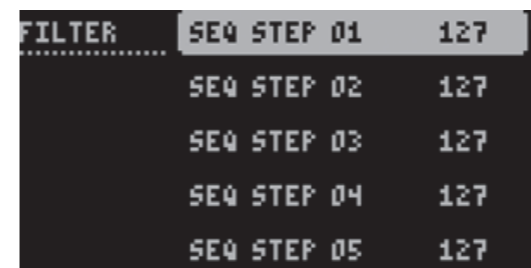 FILTER SEQ STEP 01 127
SEQ STEP 02 127
SEQ STEP 03 127
SEQ STEP 04 127
SEQ STEP 05 127